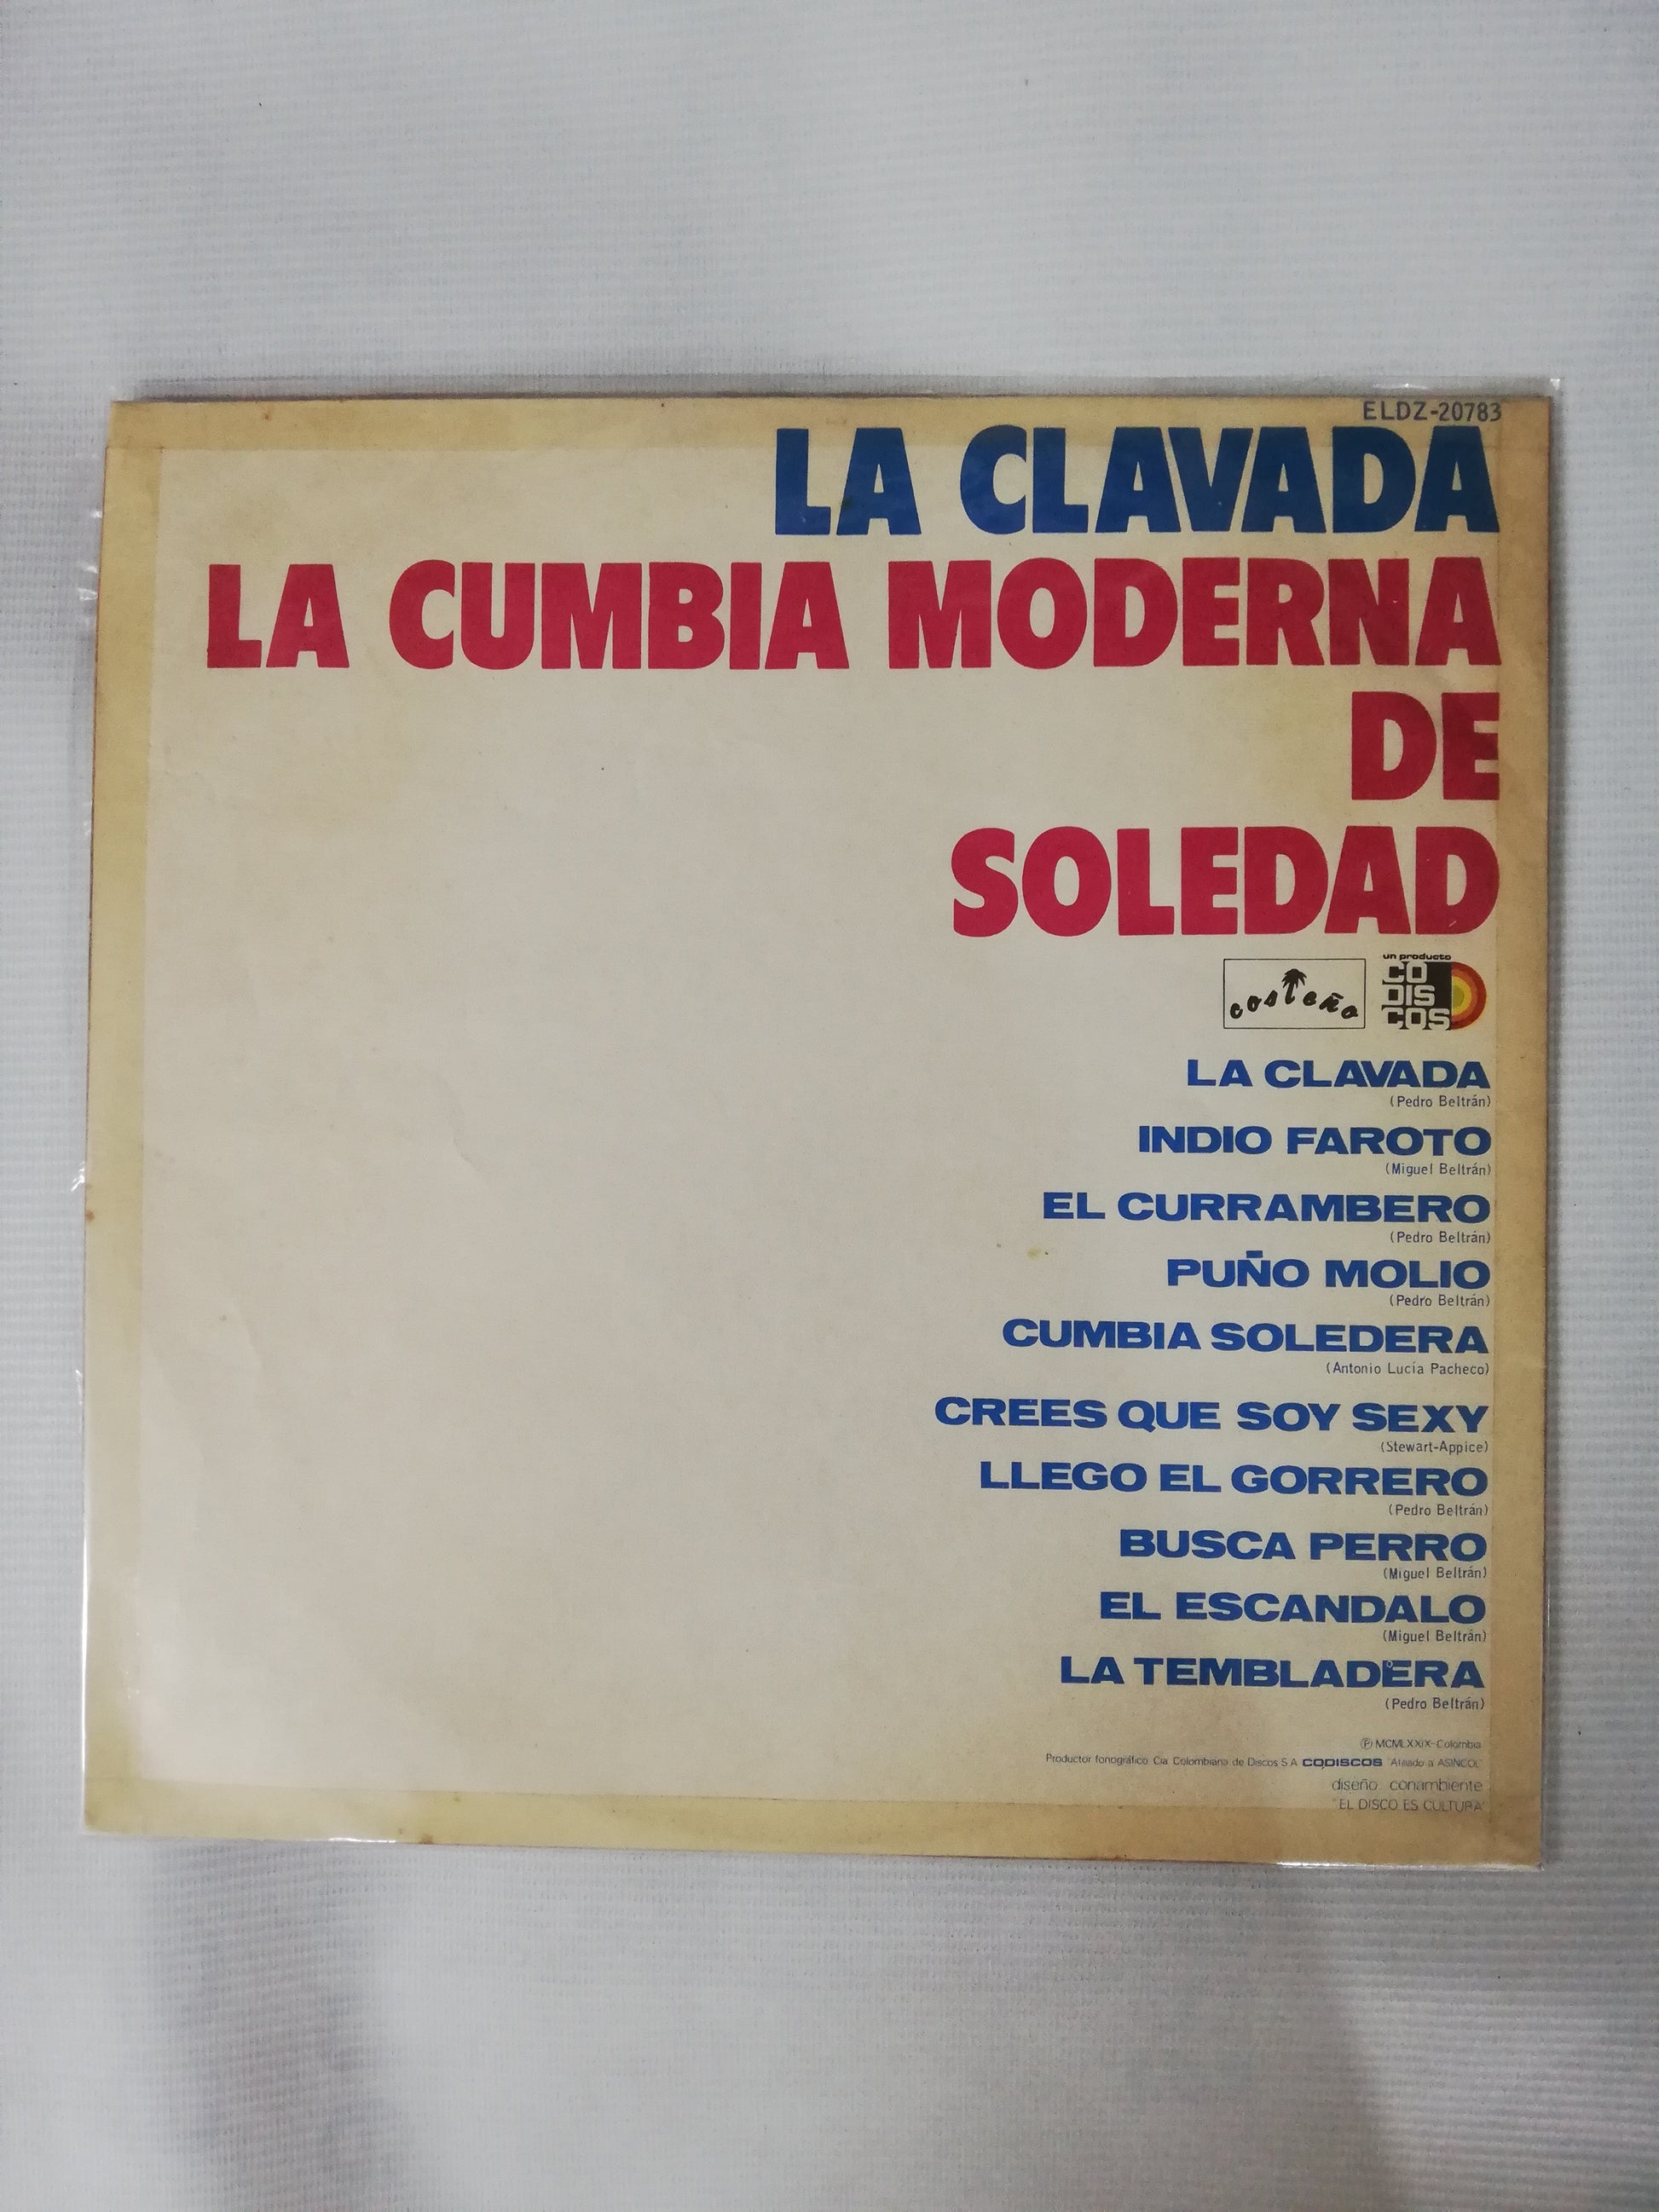 ELDZ-20783
LA CLAVADA
LA CUMBIA MODERNA
DE
SOLEDAD
costeño
un producto
CO
DIS
COS
LA CLAVADA
(Pedro Beltrán)
INDIO FAROTO
(Miguel Beltrán)
EL CURRAMBERO
(Pedro Beltrán)
PUÑO MOLIO
(Pedro Beltrán)
CUMBIA SOLEDERA
(Antonio Lucía Pacheco)
CREES QUE SOY SEXY
(Stewart-Appice)
LLEGO EL GORRERO
(Pedro Beltrán)
BUSCA PERRO
(Miguel Beltrán)
EL ESCANDALO
(Miguel Beltrán)
LA TEMBLADERA
(Pedro Beltrán)
Ⓟ MCMLXXIX-Colombia
Productor fonográfico Cia. Colombiana de Discos S.A. CODISCOS "Afiliado a ASINCOL"
diseño conambiente
"EL DISCO ES CULTURA"